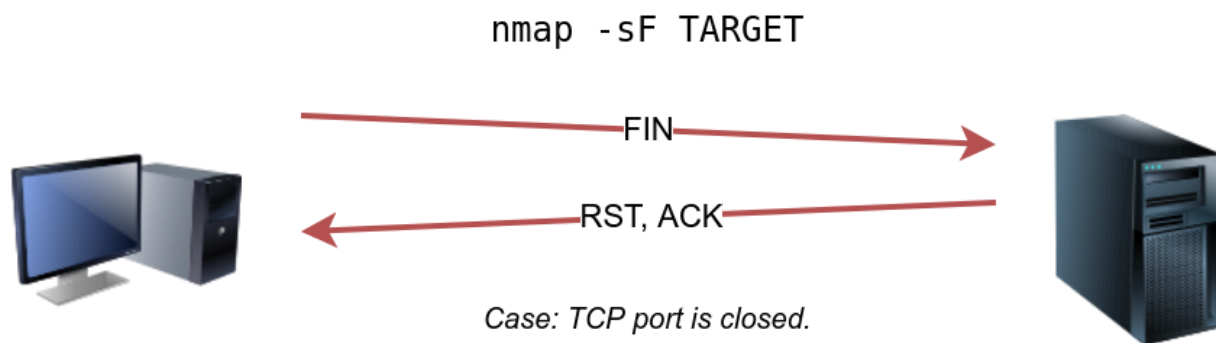 nmap -sF TARGET
FIN
RST, ACK
Case: TCP port is closed.